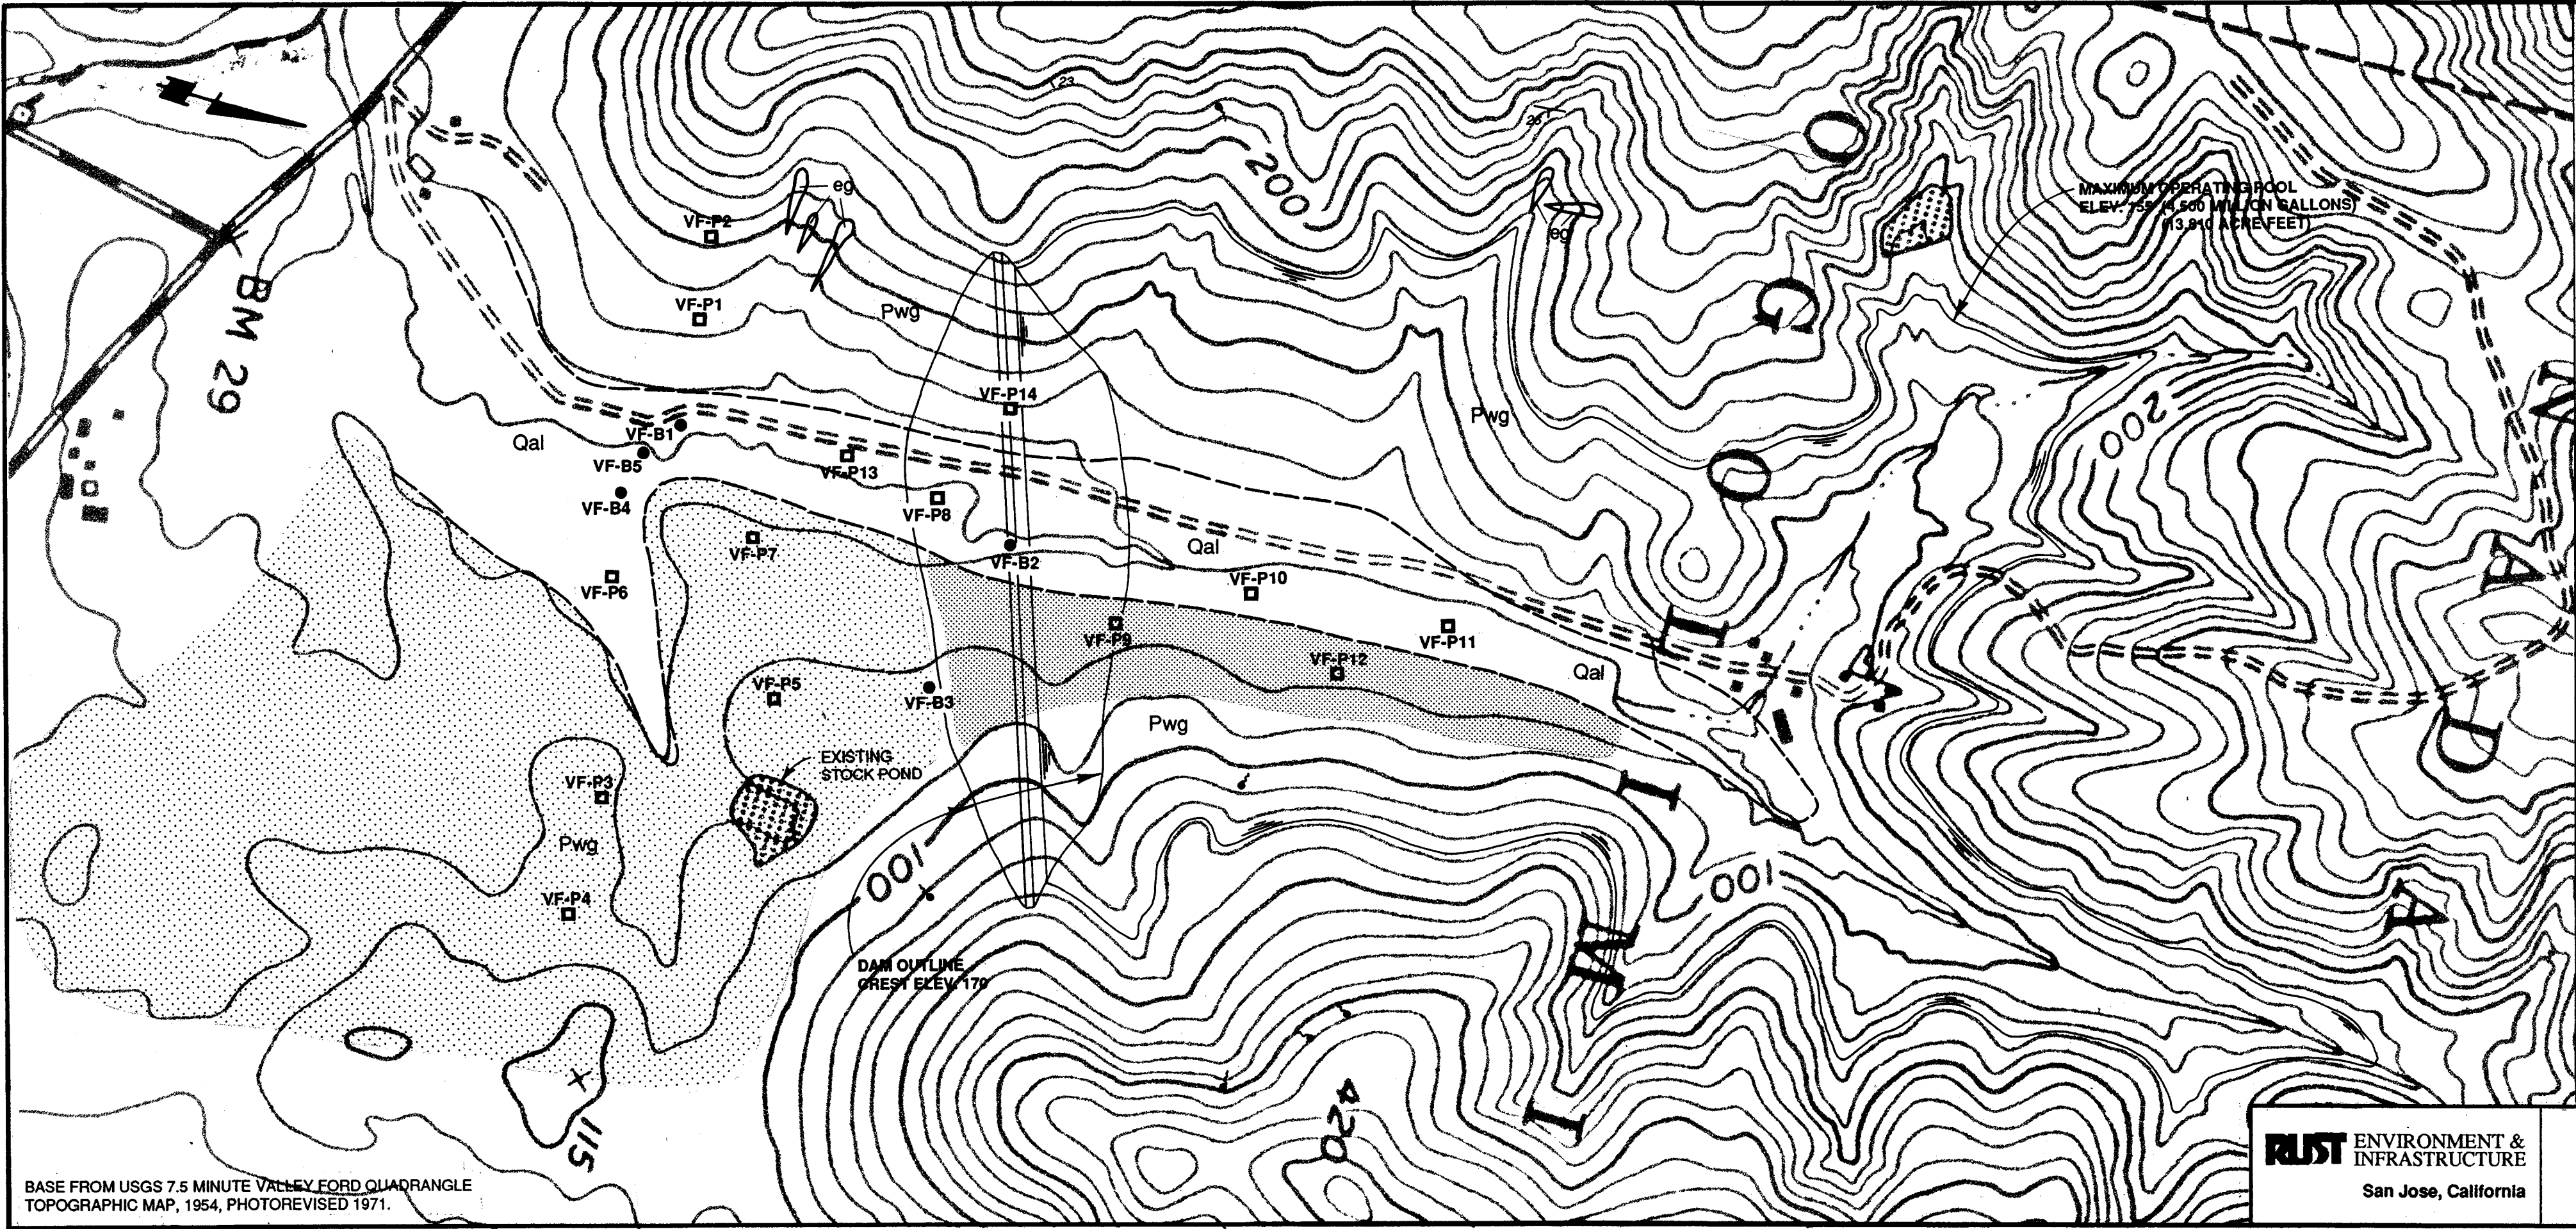 23
26
200
O
MAXIMUM OPERATING POOL
ELEV. 155' (4,500 MILLION GALLONS)
(13,810 ACRE FEET)
eg
eg
VF-P2
BM 29
VF-P1
Pwg
G
VF-P14
Pwg
200
Qal
VF-B1
VF-B5
VF-P13
O
VF-B4
VF-P8
VF-P7
VF-B2
Qal
VF-P10
VF-P6
A
VF-P9
VF-P11
I
VF-P12
Qal
VF-P5
VF-B3
Pwg
D
EXISTING
STOCK POND
VF-P3
I
Pwg
100
100
VF-P4
A
M
DAM OUTLINE
CREST ELEV. 170
115
420
I
BASE FROM USGS 7.5 MINUTE VALLEY FORD QUADRANGLE
TOPOGRAPHIC MAP, 1954, PHOTOREVISED 1971.
RUST ENVIRONMENT &
INFRASTRUCTURE
San Jose, California